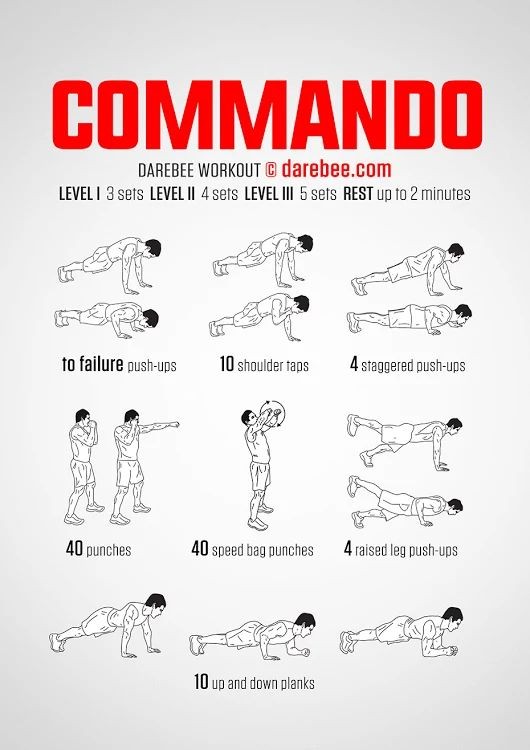 COMMANDO
DAREBEE WORKOUT © darebee.com
LEVEL I 3 sets LEVEL II 4 sets LEVEL III 5 sets REST up to 2 minutes
to failure push-ups
10 shoulder taps
4 staggered push-ups
40 punches
40 speed bag punches
4 raised leg push-ups
10 up and down planks